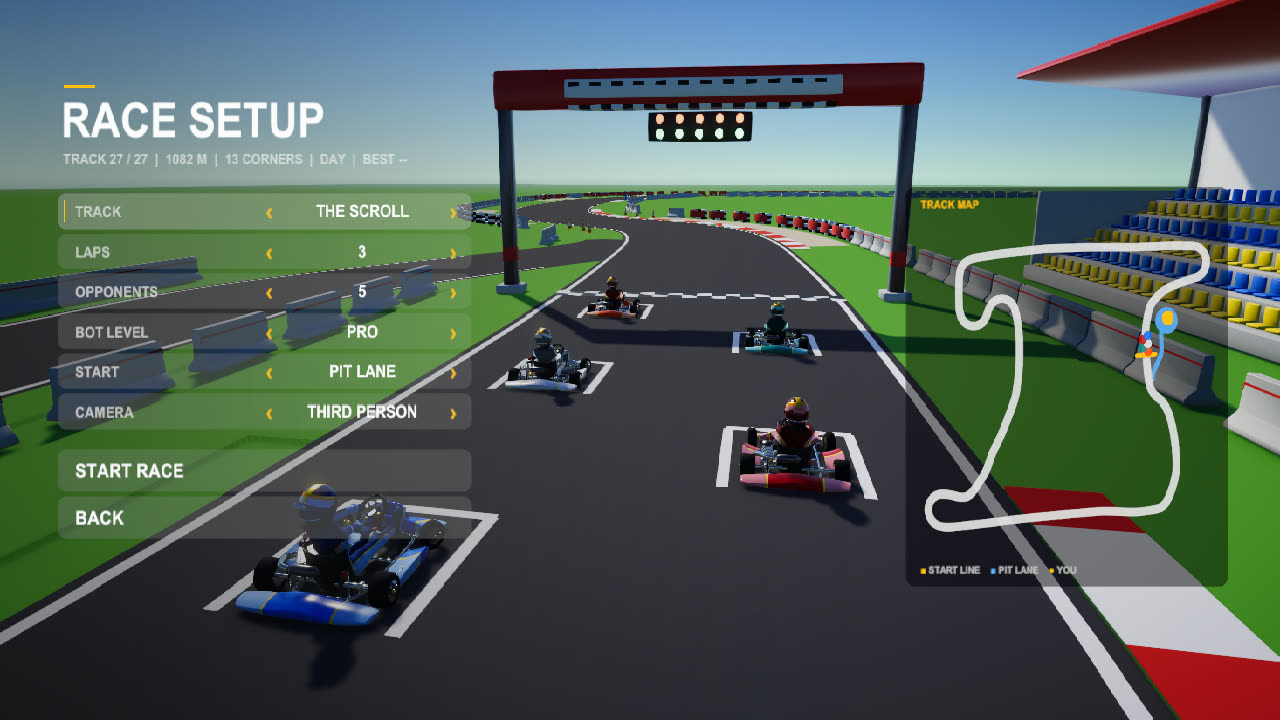 RACE SETUP
TRACK 27 / 27 | 1082 M | 13 CORNERS | DAY | BEST --
TRACK ‹ THE SCROLL ›
LAPS ‹ 3 ›
OPPONENTS ‹ 5 ›
BOT LEVEL ‹ PRO ›
START ‹ PIT LANE ›
CAMERA ‹ THIRD PERSON ›
START RACE
BACK
TRACK MAP
START LINE PIT LANE YOU